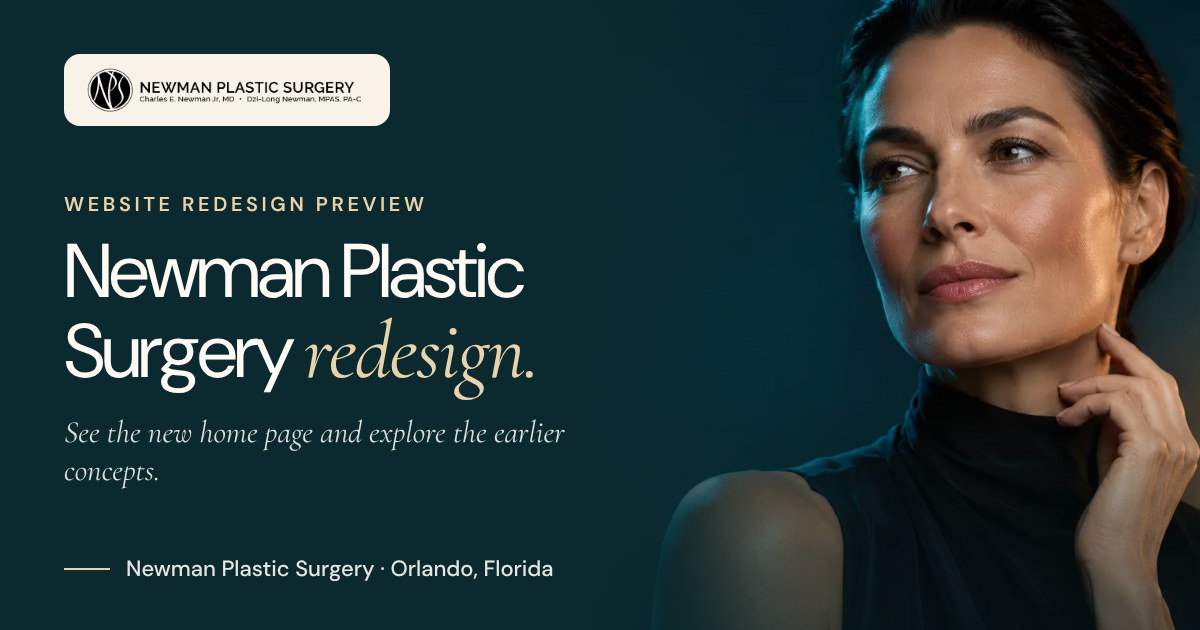 NPS
NEWMAN PLASTIC SURGERY
Charles E. Newman Jr, MD • Dzi-Long Newman, MPAS, PA-C
WEBSITE REDESIGN PREVIEW
Newman Plastic
Surgery redesign.
See the new home page and explore the earlier
concepts.
Newman Plastic Surgery · Orlando, Florida